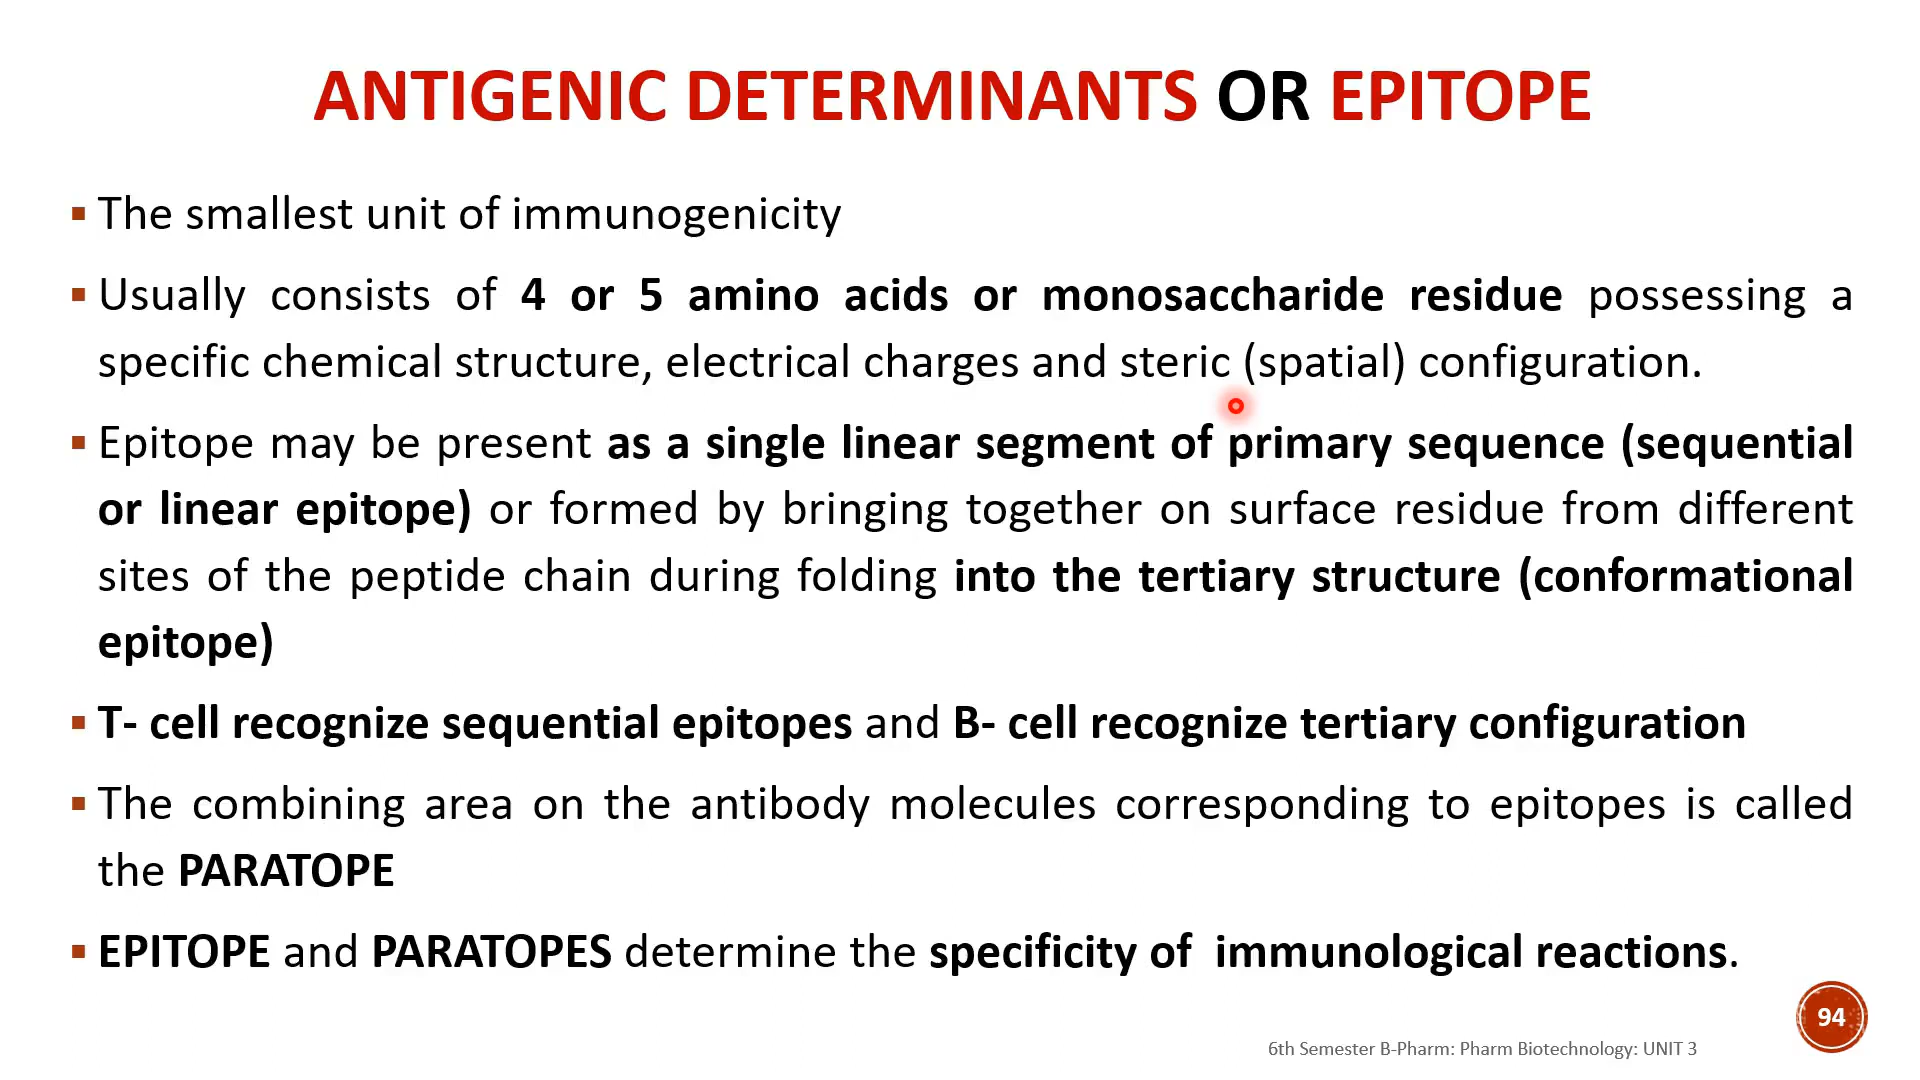 ANTIGENIC DETERMINANTS OR EPITOPE
▪ The smallest unit of immunogenicity
▪ Usually consists of 4 or 5 amino acids or monosaccharide residue possessing a
specific chemical structure, electrical charges and steric (spatial) configuration.
▪ Epitope may be present as a single linear segment of primary sequence (sequential
or linear epitope) or formed by bringing together on surface residue from different
sites of the peptide chain during folding into the tertiary structure (conformational
epitope)
▪ T- cell recognize sequential epitopes and B- cell recognize tertiary configuration
▪ The combining area on the antibody molecules corresponding to epitopes is called
the PARATOPE
▪ EPITOPE and PARATOPES determine the specificity of  immunological reactions.
94
6th Semester B-Pharm: Pharm Biotechnology: UNIT 3